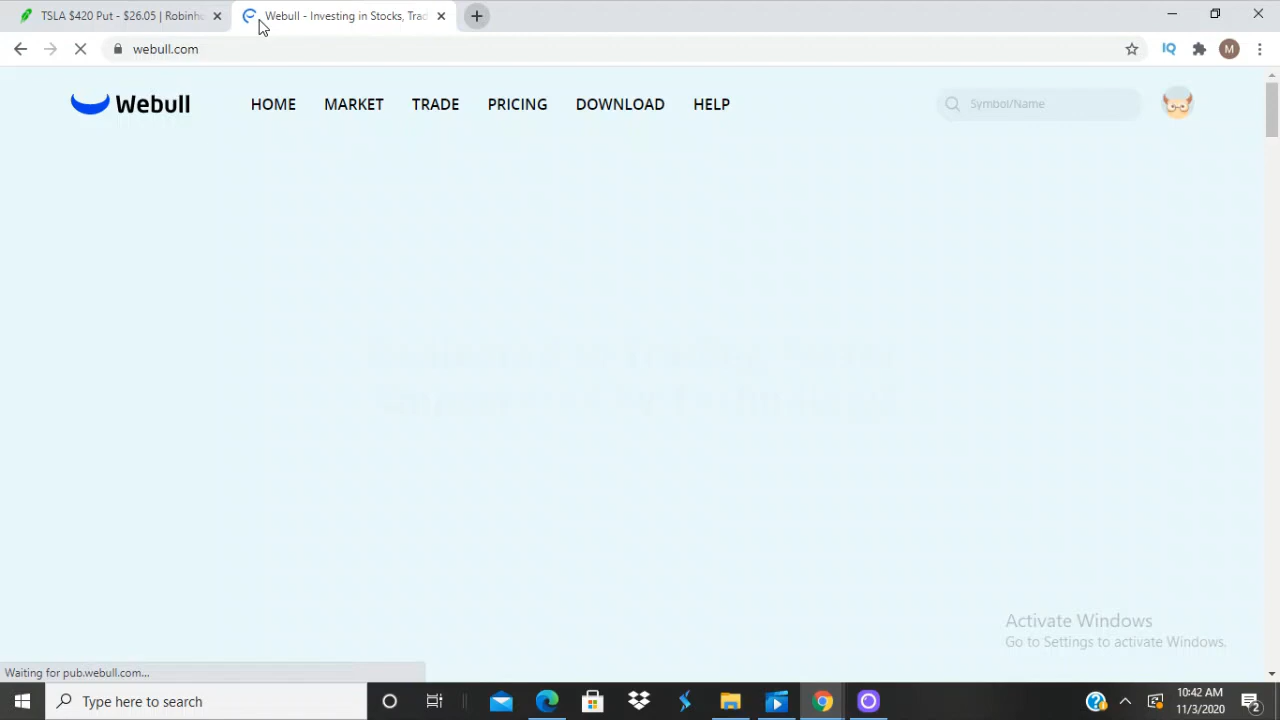 TSLA $420 Put - $26.05 | Robinh
Webull - Investing in Stocks, Trad
webull.com
IQ
M
Webull
HOME
MARKET
TRADE
PRICING
DOWNLOAD
HELP
Symbol/Name
Activate Windows
Go to Settings to activate Windows.
Waiting for pub.webull.com...
Type here to search
10:42 AM
11/3/2020
2